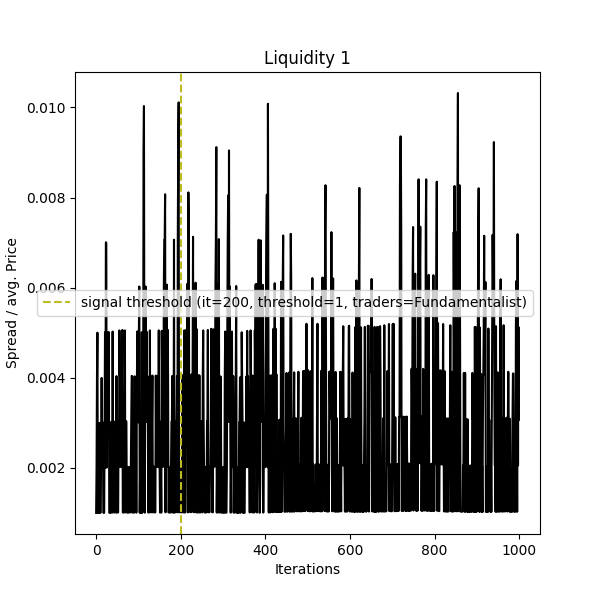 Liquidity 1
0.010
0.008
0.006
0.004
0.002
Spread / avg. Price
signal threshold (it=200, threshold=1, traders=Fundamentalist)
0
200
400
600
800
1000
Iterations